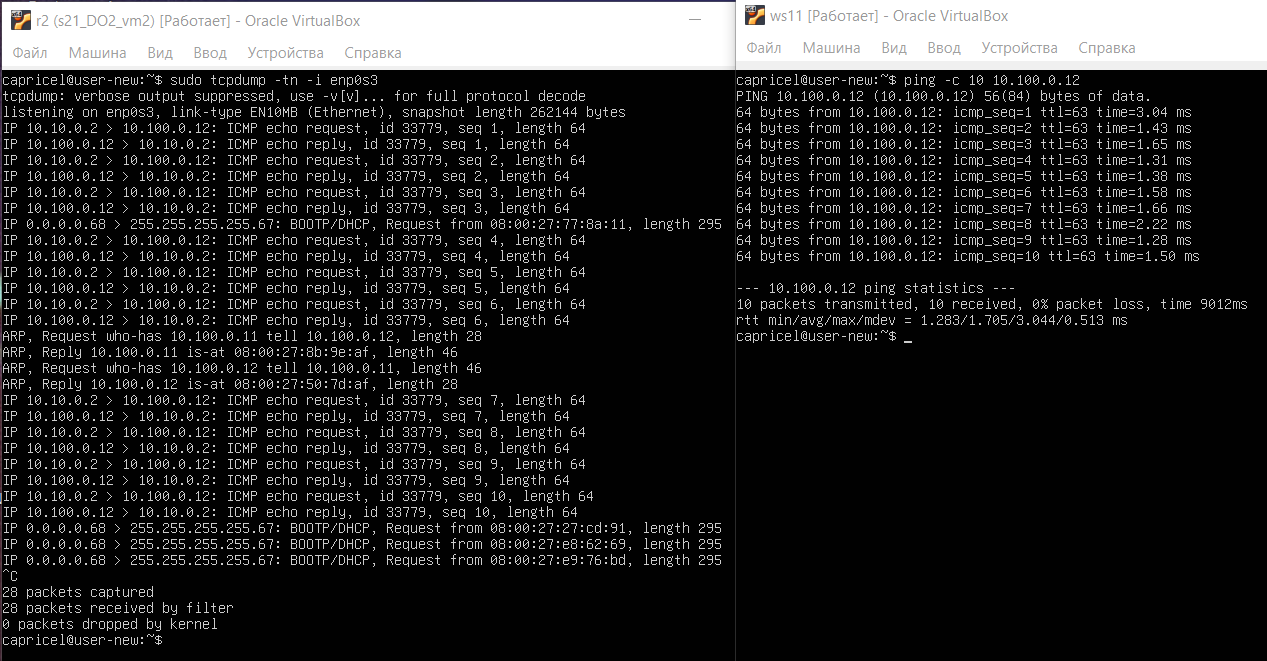 r2 (s21_DO2_vm2) [Работает] - Oracle VirtualBox
Файл Машина Вид Ввод Устройства Справка
capricel@user-new:~$ sudo tcpdump -tn -i enp0s3
tcpdump: verbose output suppressed, use -v[v]... for full protocol decode
listening on enp0s3, link-type EN10MB (Ethernet), snapshot length 262144 bytes
IP 10.10.0.2 > 10.100.0.12: ICMP echo request, id 33779, seq 1, length 64
IP 10.100.0.12 > 10.10.0.2: ICMP echo reply, id 33779, seq 1, length 64
IP 10.10.0.2 > 10.100.0.12: ICMP echo request, id 33779, seq 2, length 64
IP 10.100.0.12 > 10.10.0.2: ICMP echo reply, id 33779, seq 2, length 64
IP 10.10.0.2 > 10.100.0.12: ICMP echo request, id 33779, seq 3, length 64
IP 10.100.0.12 > 10.10.0.2: ICMP echo reply, id 33779, seq 3, length 64
IP 0.0.0.0.68 > 255.255.255.255.67: BOOTP/DHCP, Request from 08:00:27:77:8a:11, length 295
IP 10.10.0.2 > 10.100.0.12: ICMP echo request, id 33779, seq 4, length 64
IP 10.100.0.12 > 10.10.0.2: ICMP echo reply, id 33779, seq 4, length 64
IP 10.10.0.2 > 10.100.0.12: ICMP echo request, id 33779, seq 5, length 64
IP 10.100.0.12 > 10.10.0.2: ICMP echo reply, id 33779, seq 5, length 64
IP 10.10.0.2 > 10.100.0.12: ICMP echo request, id 33779, seq 6, length 64
IP 10.100.0.12 > 10.10.0.2: ICMP echo reply, id 33779, seq 6, length 64
ARP, Request who-has 10.100.0.11 tell 10.100.0.12, length 28
ARP, Reply 10.100.0.11 is-at 08:00:27:8b:9e:af, length 46
ARP, Request who-has 10.100.0.12 tell 10.100.0.11, length 46
ARP, Reply 10.100.0.12 is-at 08:00:27:50:7d:af, length 28
IP 10.10.0.2 > 10.100.0.12: ICMP echo request, id 33779, seq 7, length 64
IP 10.100.0.12 > 10.10.0.2: ICMP echo reply, id 33779, seq 7, length 64
IP 10.10.0.2 > 10.100.0.12: ICMP echo request, id 33779, seq 8, length 64
IP 10.100.0.12 > 10.10.0.2: ICMP echo reply, id 33779, seq 8, length 64
IP 10.10.0.2 > 10.100.0.12: ICMP echo request, id 33779, seq 9, length 64
IP 10.100.0.12 > 10.10.0.2: ICMP echo reply, id 33779, seq 9, length 64
IP 10.10.0.2 > 10.100.0.12: ICMP echo request, id 33779, seq 10, length 64
IP 10.100.0.12 > 10.10.0.2: ICMP echo reply, id 33779, seq 10, length 64
IP 0.0.0.0.68 > 255.255.255.255.67: BOOTP/DHCP, Request from 08:00:27:27:cd:91, length 295
IP 0.0.0.0.68 > 255.255.255.255.67: BOOTP/DHCP, Request from 08:00:27:e8:62:69, length 295
IP 0.0.0.0.68 > 255.255.255.255.67: BOOTP/DHCP, Request from 08:00:27:e9:76:bd, length 295
^C
28 packets captured
28 packets received by filter
0 packets dropped by kernel
capricel@user-new:~$
ws11 [Работает] - Oracle VirtualBox
Файл Машина Вид Ввод Устройства Справка
capricel@user-new:~$ ping -c 10 10.100.0.12
PING 10.100.0.12 (10.100.0.12) 56(84) bytes of data.
64 bytes from 10.100.0.12: icmp_seq=1 ttl=63 time=3.04 ms
64 bytes from 10.100.0.12: icmp_seq=2 ttl=63 time=1.43 ms
64 bytes from 10.100.0.12: icmp_seq=3 ttl=63 time=1.65 ms
64 bytes from 10.100.0.12: icmp_seq=4 ttl=63 time=1.31 ms
64 bytes from 10.100.0.12: icmp_seq=5 ttl=63 time=1.38 ms
64 bytes from 10.100.0.12: icmp_seq=6 ttl=63 time=1.58 ms
64 bytes from 10.100.0.12: icmp_seq=7 ttl=63 time=1.66 ms
64 bytes from 10.100.0.12: icmp_seq=8 ttl=63 time=2.22 ms
64 bytes from 10.100.0.12: icmp_seq=9 ttl=63 time=1.28 ms
64 bytes from 10.100.0.12: icmp_seq=10 ttl=63 time=1.50 ms
--- 10.100.0.12 ping statistics ---
10 packets transmitted, 10 received, 0% packet loss, time 9012ms
rtt min/avg/max/mdev = 1.283/1.705/3.044/0.513 ms
capricel@user-new:~$ _